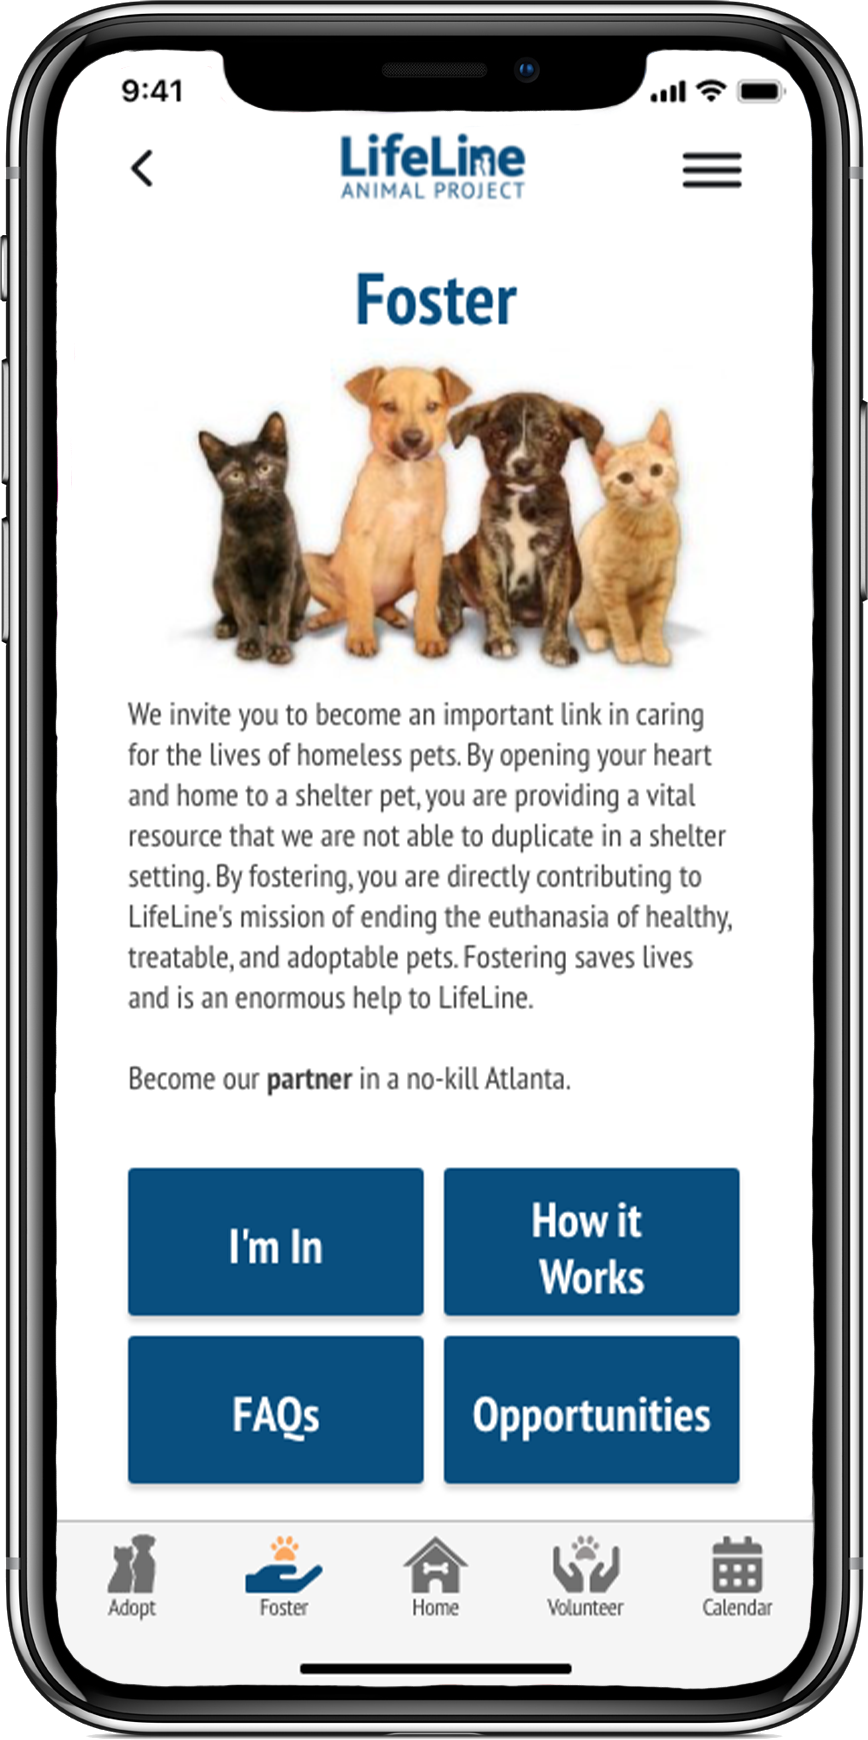 9:41
LifeLine
ANIMAL PROJECT
Foster
We invite you to become an important link in caring
for the lives of homeless pets. By opening your heart
and home to a shelter pet, you are providing a vital
resource that we are not able to duplicate in a shelter
setting. By fostering, you are directly contributing to
LifeLine's mission of ending the euthanasia of healthy,
treatable, and adoptable pets. Fostering saves lives
and is an enormous help to LifeLine.
Become our partner in a no-kill Atlanta.
I'm In
How it
Works
FAQs
Opportunities
Adopt
Foster
Home
Volunteer
Calendar